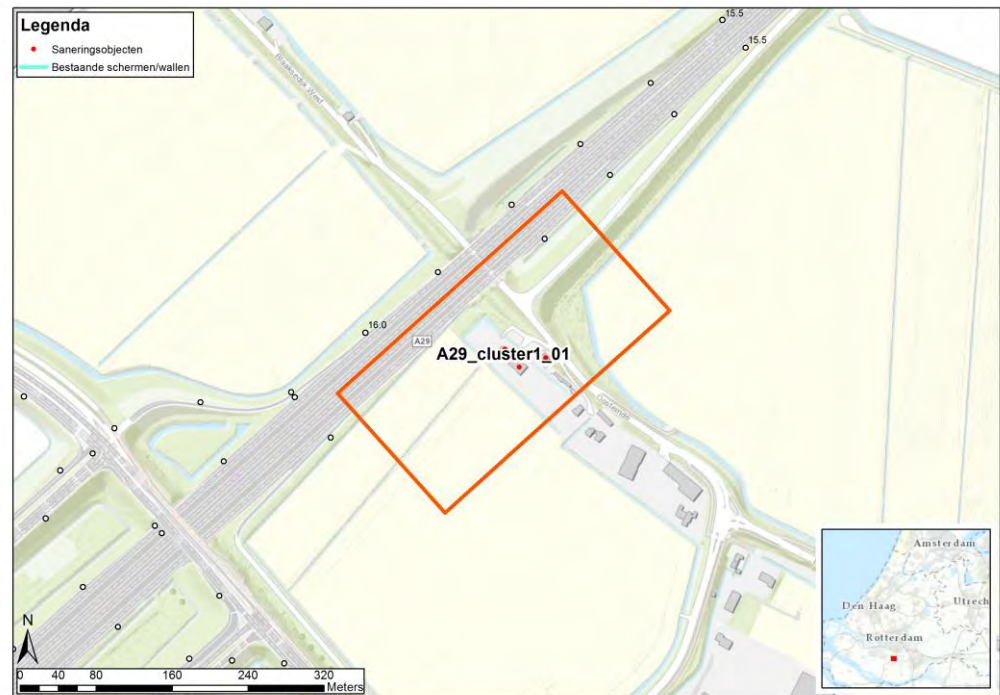 Legenda
Saneringsobjecten
Bestaande schermen/wallen
15.5
15.5
16.0
A29
A29_cluster1_01
Oosteinde
N
0 40 80 160 240 320
Meters
Amsterdam
Den Haag
Utrech
Rotterdam